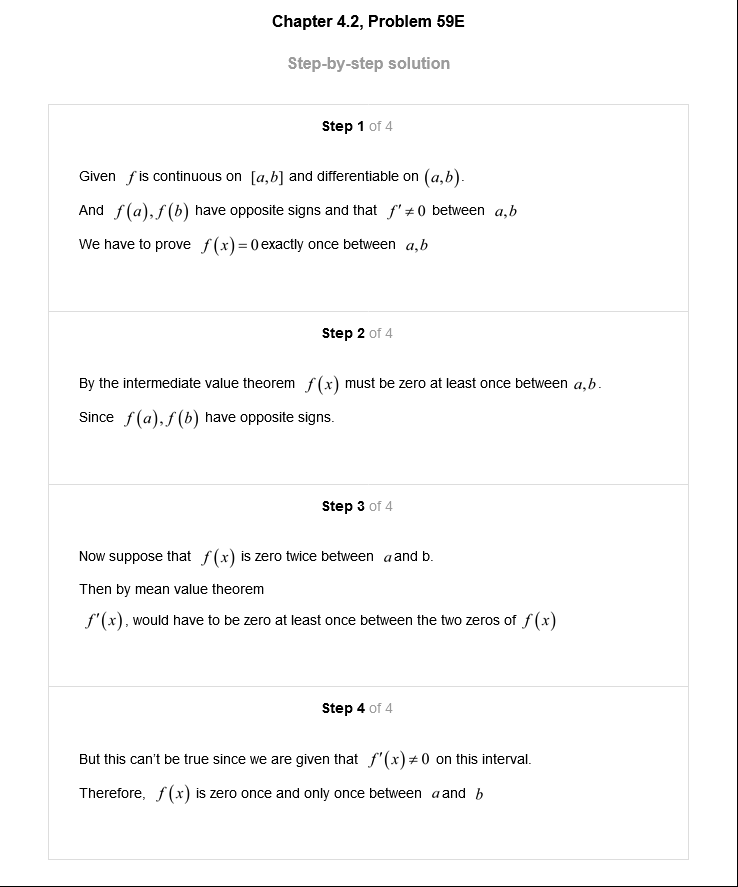 Chapter 4.2, Problem 59E
Step-by-step solution
Step 1 of 4
Given f is continuous on [a,b] and differentiable on (a,b).
And f(a), f(b) have opposite signs and that f' ≠ 0 between a,b
We have to prove f(x) = 0 exactly once between a,b
Step 2 of 4
By the intermediate value theorem f(x) must be zero at least once between a,b.
Since f(a), f(b) have opposite signs.
Step 3 of 4
Now suppose that f(x) is zero twice between a and b.
Then by mean value theorem
f'(x), would have to be zero at least once between the two zeros of f(x)
Step 4 of 4
But this can't be true since we are given that f'(x) ≠ 0 on this interval.
Therefore, f(x) is zero once and only once between a and b